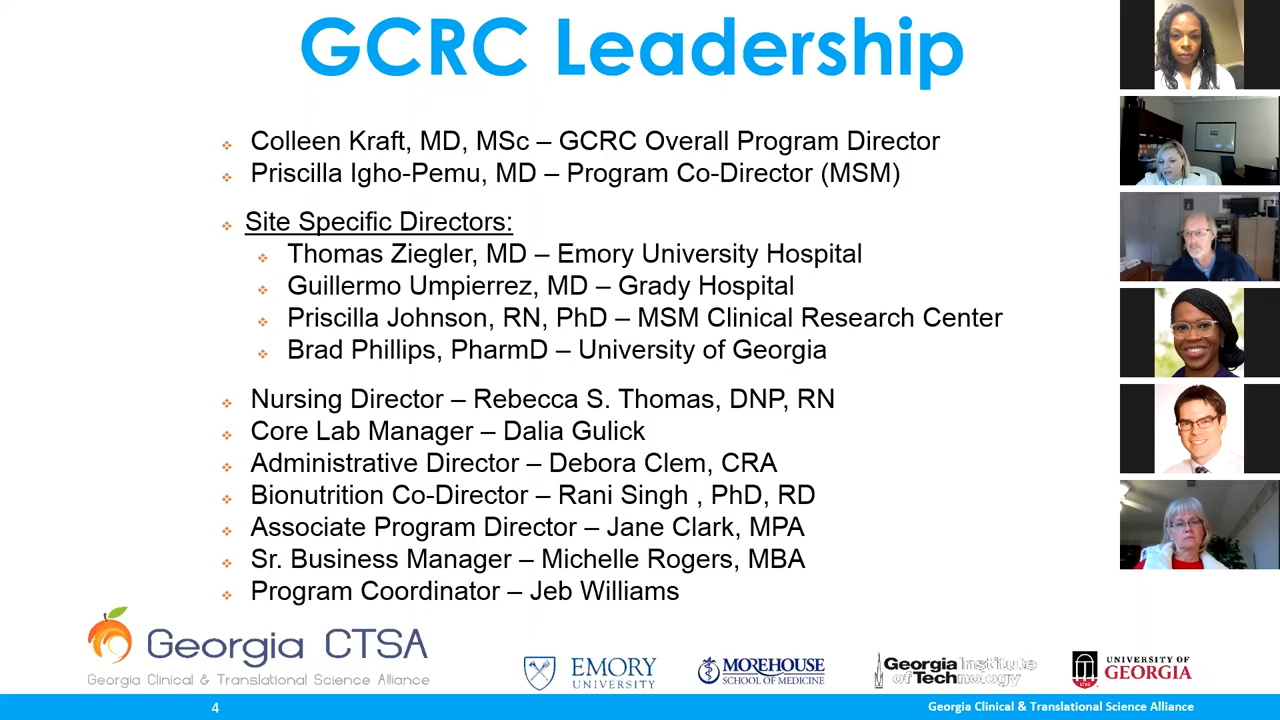 GCRC Leadership
Colleen Kraft, MD, MSc – GCRC Overall Program Director
Priscilla Igho-Pemu, MD – Program Co-Director (MSM)
Site Specific Directors:
Thomas Ziegler, MD – Emory University Hospital
Guillermo Umpierrez, MD – Grady Hospital
Priscilla Johnson, RN, PhD – MSM Clinical Research Center
Brad Phillips, PharmD – University of Georgia
Nursing Director – Rebecca S. Thomas, DNP, RN
Core Lab Manager – Dalia Gulick
Administrative Director – Debora Clem, CRA
Bionutrition Co-Director – Rani Singh , PhD, RD
Associate Program Director – Jane Clark, MPA
Sr. Business Manager – Michelle Rogers, MBA
Program Coordinator – Jeb Williams
Georgia CTSA
Georgia Clinical & Translational Science Alliance
EMORY
UNIVERSITY
MOREHOUSE
SCHOOL OF MEDICINE
Georgia Institute
of Technology
UNIVERSITY OF
GEORGIA
4
Georgia Clinical & Translational Science Alliance